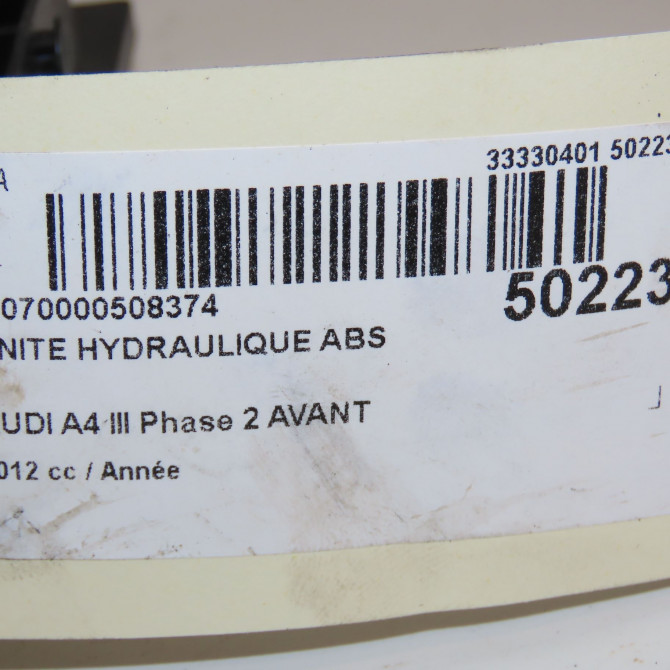 A
33330401 50223
070000508374
50223
NITE HYDRAULIQUE ABS
UDI A4 III Phase 2 AVANT
012 cc / Année